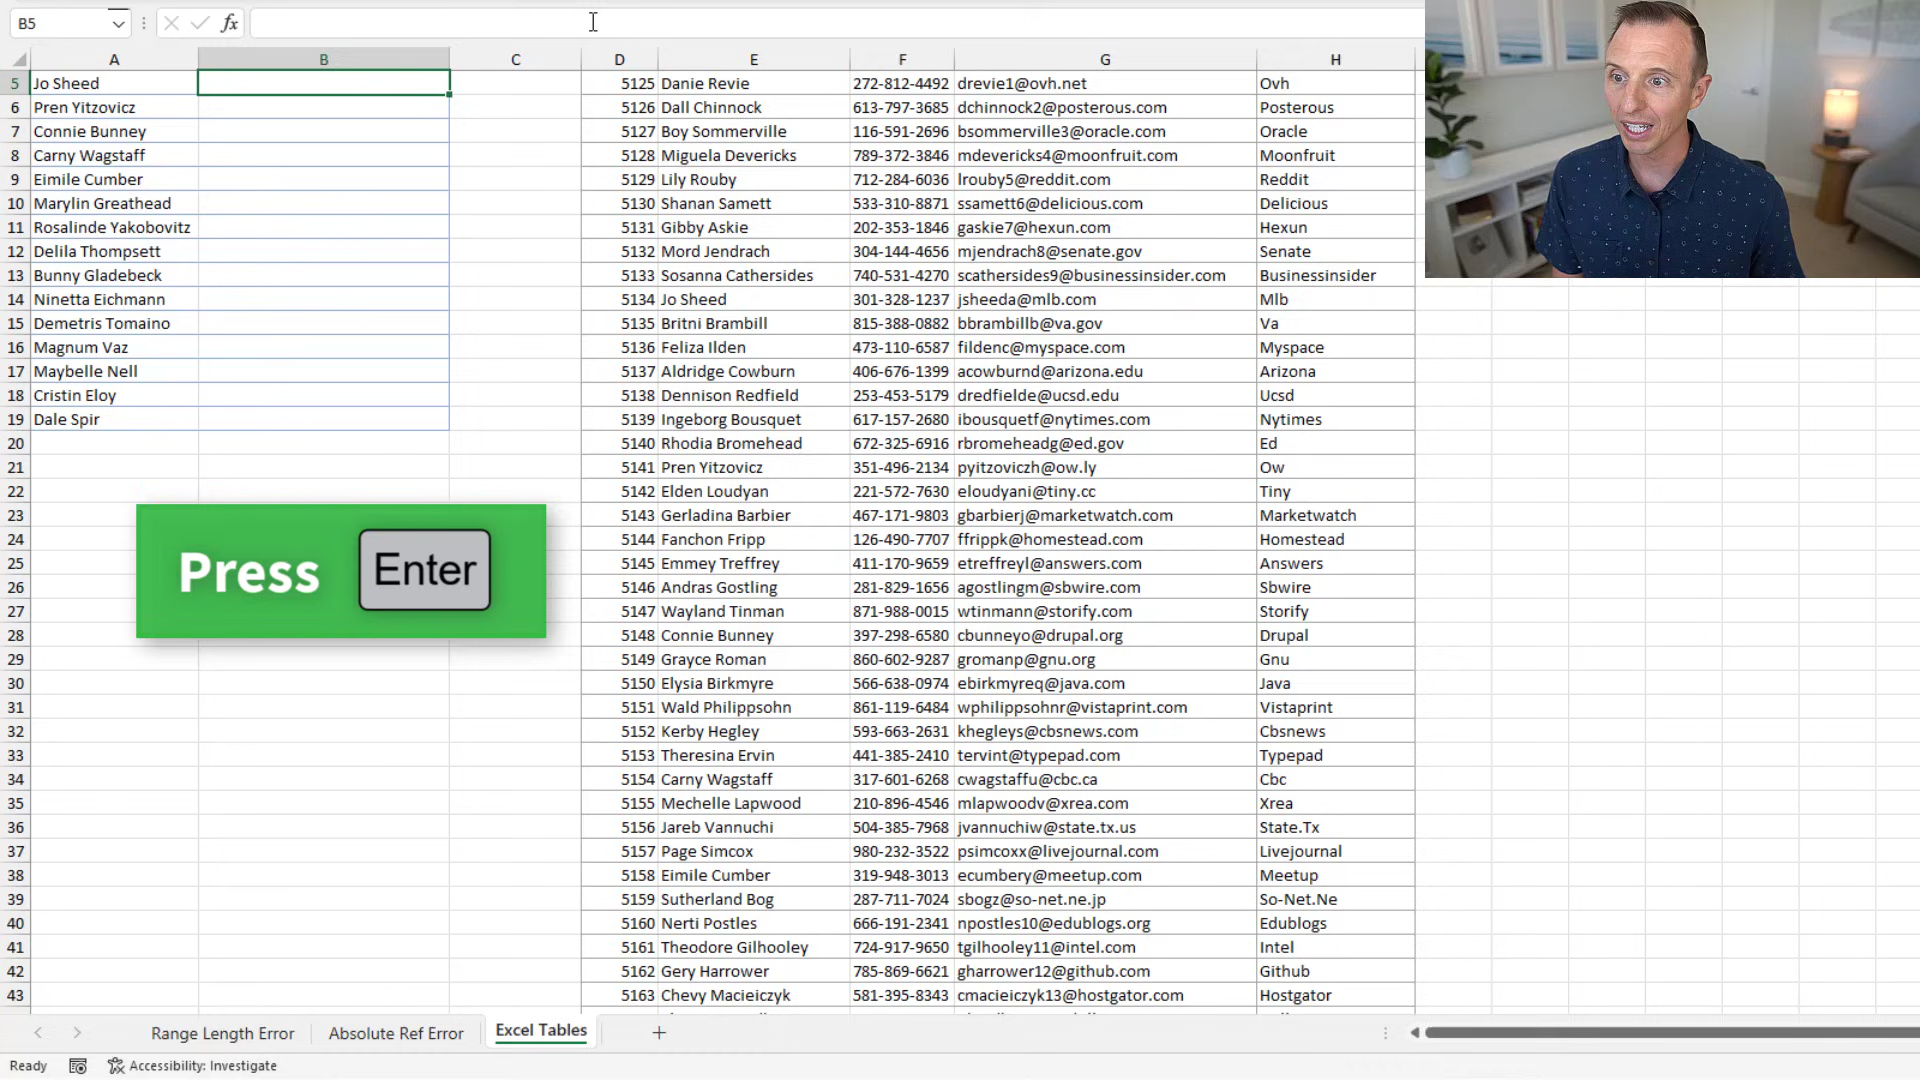 B5
fx
A B C D E F G H
5 Jo Sheed 5125 Danie Revie 272-812-4492 drevie1@ovh.net Ovh
6 Pren Yitzovicz 5126 Dall Chinnock 613-797-3685 dchinnock2@posterous.com Posterous
7 Connie Bunney 5127 Boy Sommerville 116-591-2696 bsommerville3@oracle.com Oracle
8 Carny Wagstaff 5128 Miguela Devericks 789-372-3846 mdevericks4@moonfruit.com Moonfruit
9 Eimile Cumber 5129 Lily Rouby 712-284-6036 lrouby5@reddit.com Reddit
10 Marylin Greathead 5130 Shanan Samett 533-310-8871 ssamett6@delicious.com Delicious
11 Rosalinde Yakobovitz 5131 Gibby Askie 202-353-1846 gaskie7@hexun.com Hexun
12 Delila Thompsett 5132 Mord Jendrach 304-144-4656 mjendrach8@senate.gov Senate
13 Bunny Gladebeck 5133 Sosanna Cathersides 740-531-4270 scathersides9@businessinsider.com Businessinsider
14 Ninetta Eichmann 5134 Jo Sheed 301-328-1237 jsheeda@mlb.com Mlb
15 Demetris Tomaino 5135 Britni Brambill 815-388-0882 bbrambillb@va.gov Va
16 Magnum Vaz 5136 Feliza Ilden 473-110-6587 fildenc@myspace.com Myspace
17 Maybelle Nell 5137 Aldridge Cowburn 406-676-1399 acowburnd@arizona.edu Arizona
18 Cristin Eloy 5138 Dennison Redfield 253-453-5179 dredfielde@ucsd.edu Ucsd
19 Dale Spir 5139 Ingeborg Bousquet 617-157-2680 ibousquetf@nytimes.com Nytimes
20 5140 Rhodia Bromehead 672-325-6916 rbromeheadg@ed.gov Ed
21 5141 Pren Yitzovicz 351-496-2134 pyitzoviczh@ow.ly Ow
22 5142 Elden Loudyan 221-572-7630 eloudyani@tiny.cc Tiny
23 5143 Gerladina Barbier 467-171-9803 gbarbierj@marketwatch.com Marketwatch
24 5144 Fanchon Fripp 126-490-7707 ffrippk@homestead.com Homestead
25 5145 Emmey Treffrey 411-170-9659 etreffreyl@answers.com Answers
26 5146 Andras Gostling 281-829-1656 agostlingm@sbwire.com Sbwire
27 5147 Wayland Tinman 871-988-0015 wtinmann@storify.com Storify
28 5148 Connie Bunney 397-298-6580 cbunneyo@drupal.org Drupal
29 5149 Grayce Roman 860-602-9287 gromanp@gnu.org Gnu
30 5150 Elysia Birkmyre 566-638-0974 ebirkmyreq@java.com Java
31 5151 Wald Philippsohn 861-119-6484 wphilippsohnr@vistaprint.com Vistaprint
32 5152 Kerby Hegley 593-663-2631 khegleys@cbsnews.com Cbsnews
33 5153 Theresina Ervin 441-385-2410 tervint@typepad.com Typepad
34 5154 Carny Wagstaff 317-601-6268 cwagstaffu@cbc.ca Cbc
35 5155 Mechelle Lapwood 210-896-4546 mlapwoodv@xrea.com Xrea
36 5156 Jareb Vannuchi 504-385-7968 jvannuchiw@state.tx.us State.Tx
37 5157 Page Simcox 980-232-3522 psimcoxx@livejournal.com Livejournal
38 5158 Eimile Cumber 319-948-3013 ecumbery@meetup.com Meetup
39 5159 Sutherland Bog 287-711-7024 sbogz@so-net.ne.jp So-Net.Ne
40 5160 Nerti Postles 666-191-2341 npostles10@edublogs.org Edublogs
41 5161 Theodore Gilhooley 724-917-9650 tgilhooley11@intel.com Intel
42 5162 Gery Harrower 785-869-6621 gharrower12@github.com Github
43 5163 Chevy Macieiczyk 581-395-8343 cmacieiczyk13@hostgator.com Hostgator
Press Enter
Range Length Error Absolute Ref Error Excel Tables
Ready Accessibility: Investigate